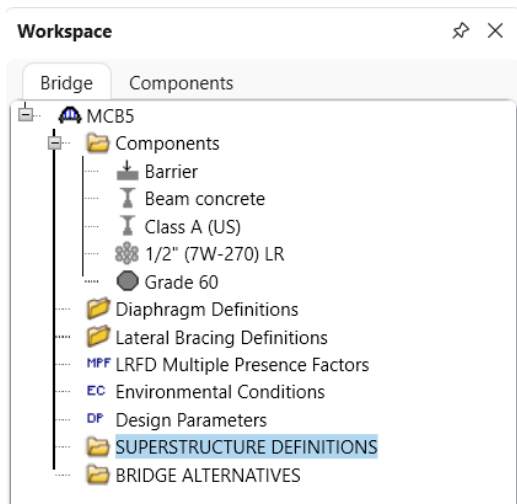 Workspace
Bridge Components
MCB5
Components
Barrier
Beam concrete
Class A (US)
1/2" (7W-270) LR
Grade 60
Diaphragm Definitions
Lateral Bracing Definitions
MPF LRFD Multiple Presence Factors
EC Environmental Conditions
DP Design Parameters
SUPERSTRUCTURE DEFINITIONS
BRIDGE ALTERNATIVES